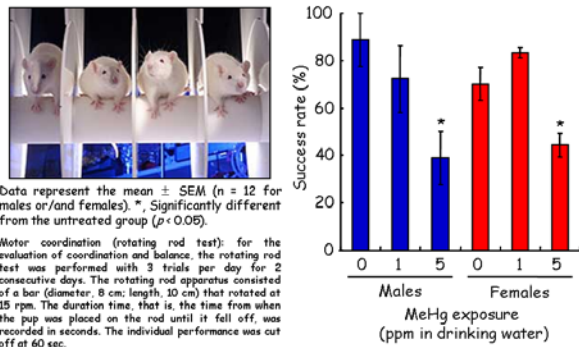 Data represent the mean ± SEM (n = 12 for
males or/and females). *, Significantly different
from the untreated group (p < 0.05).
Motor coordination (rotating rod test): for the
evaluation of coordination and balance, the rotating rod
test was performed with 3 trials per day for 2
consecutive days. The rotating rod apparatus consisted
of a bar (diameter, 8 cm; length, 10 cm) that rotated at
15 rpm. The duration time, that is, the time from when
the pup was placed on the rod until it fell off, was
recorded in seconds. The individual performance was cut
off at 60 sec.
Success rate (%)
100
80
60
40
20
0
*
*
0 1 5 0 1 5
Males Females
MeHg exposure
(ppm in drinking water)